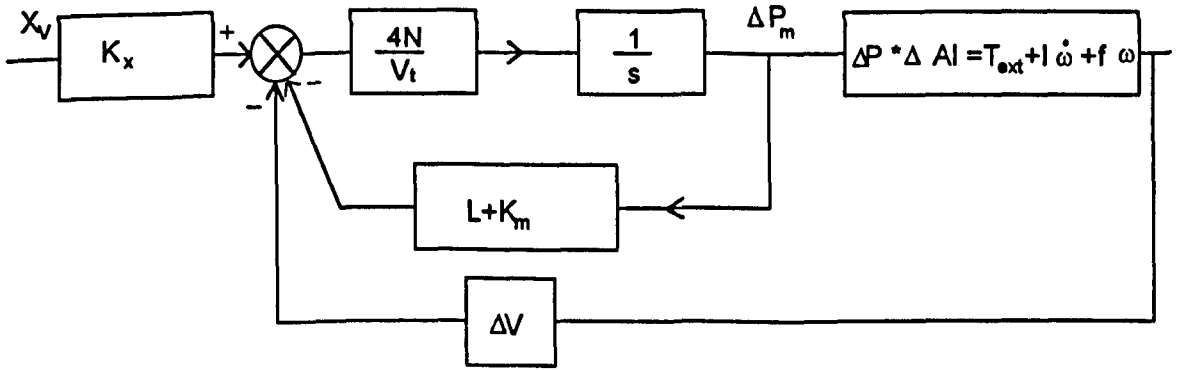 X_v
K_x
+
−
−
4N
V_t
1
s
ΔP_m
ΔP * Δ Al = T_ext + I ω̇ + f ω
L+K_m
ΔV